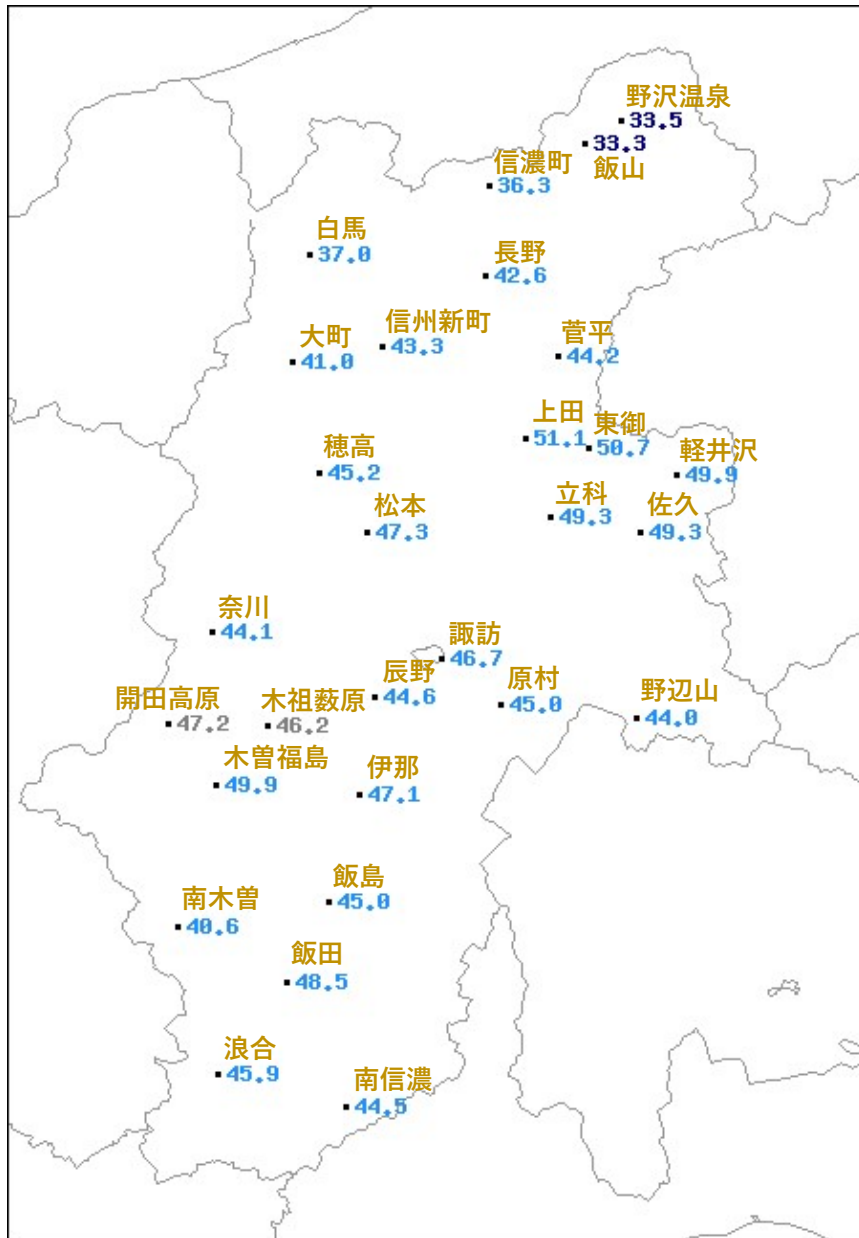 野沢温泉
33.5
33.3
飯山
信濃町
36.3
白馬
37.0
長野
42.6
信州新町
43.3
大町
41.0
菅平
44.2
上田
51.1
東御
50.7
軽井沢
49.9
穂高
45.2
松本
47.3
立科
49.3
佐久
49.3
奈川
44.1
諏訪
46.7
辰野
44.6
原村
45.0
野辺山
44.0
開田高原
47.2
木祖薮原
46.2
木曽福島
49.9
伊那
47.1
飯島
45.0
南木曽
40.6
飯田
48.5
浪合
45.9
南信濃
44.5